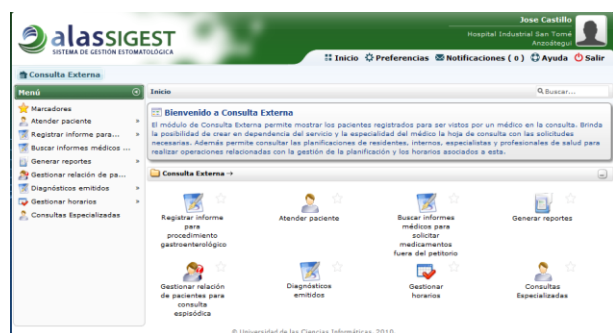 Jose Castillo
Hospital Industrial San Tomé
Anzoátegui
alassIGEST
SISTEMA DE GESTIÓN ESTOMATOLÓGICA
Inicio Preferencias Notificaciones ( 0 ) Ayuda Salir
Consulta Externa
Menú
Inicio
Buscar...
Marcadores
Atender paciente
Registrar informe para...
Buscar informes médicos ...
Generar reportes
Gestionar relación de pa...
Diagnósticos emitidos
Gestionar horarios
Consultas Especializadas
Bienvenido a Consulta Externa
El módulo de Consulta Externa permite mostrar los pacientes registrados para ser vistos por un médico en la consulta. Brinda
la posibilidad de crear en dependencia del servicio y la especialidad del médico la hoja de consulta con las solicitudes
necesarias. Además permite consultar las planificaciones de residentes, internos, especialistas y profesionales de salud para
realizar operaciones relacionadas con la gestión de la planificación y los horarios asociados a esta.
Consulta Externa
Registrar informe
para
procedimiento
gastroenterológico
Atender paciente
Buscar informes
médicos para
solicitar
medicamentos
fuera del petitorio
Generar reportes
Gestionar relación
de pacientes para
consulta
espisódica
Diagnósticos
emitidos
Gestionar
horarios
Consultas
Especializadas
© Universidad de las Ciencias Informáticas, 2010